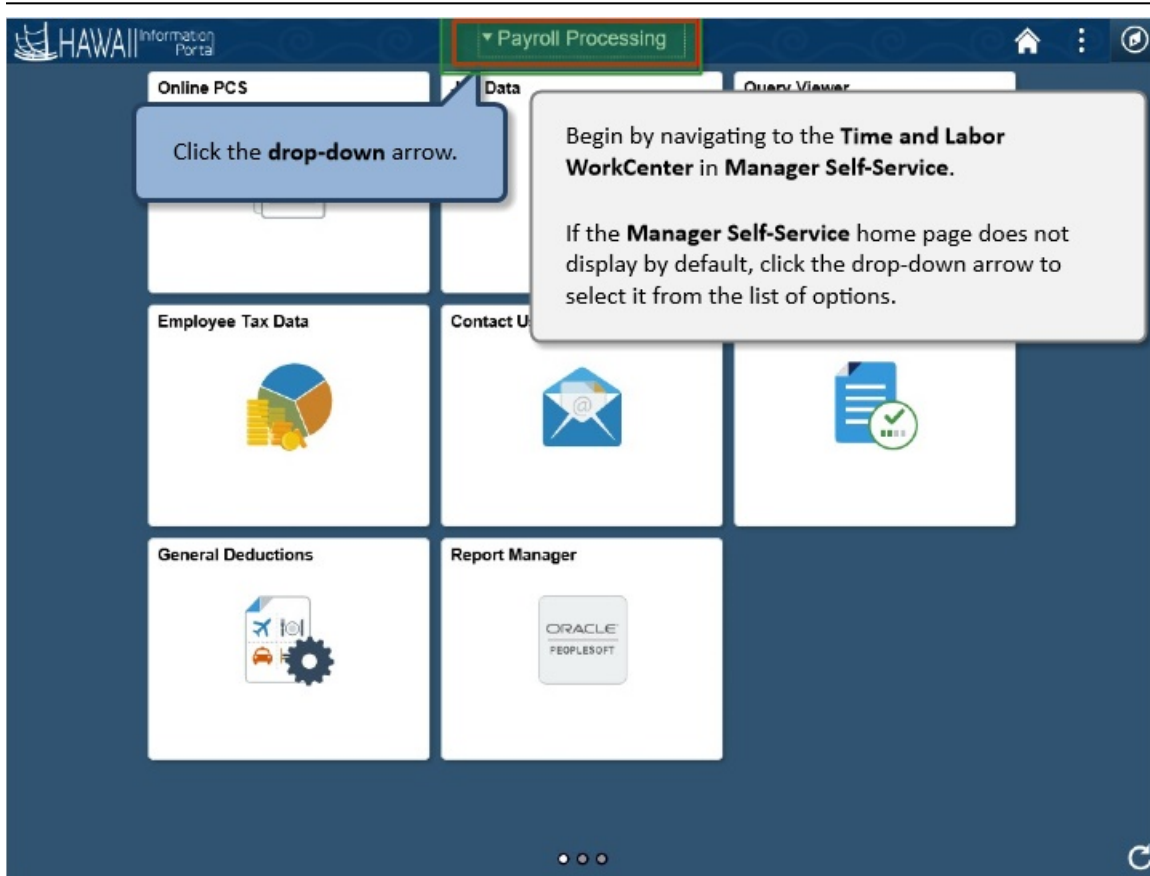 HAWAII Information
Portal
Payroll Processing
Online PCS
Data
Query Viewer
Click the drop-down arrow.
Begin by navigating to the Time and Labor
WorkCenter in Manager Self-Service.
If the Manager Self-Service home page does not
display by default, click the drop-down arrow to
select it from the list of options.
Employee Tax Data
Contact U
@
General Deductions
Report Manager
ORACLE
PEOPLESOFT